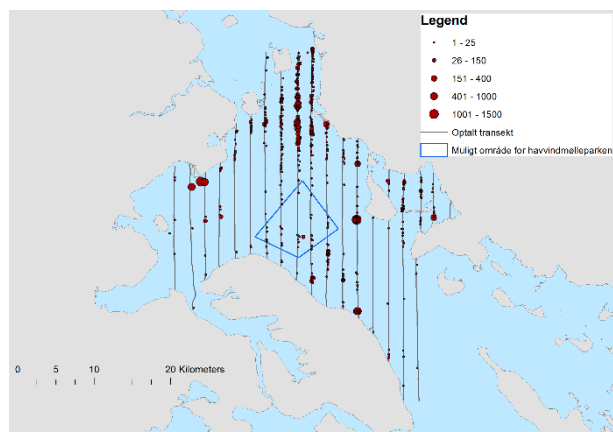 Legend
1 - 25
26 - 150
151 - 400
401 - 1000
1001 - 1500
Optalt transekt
Muligt område for havvindmølleparken
0 5 10 20 Kilometers